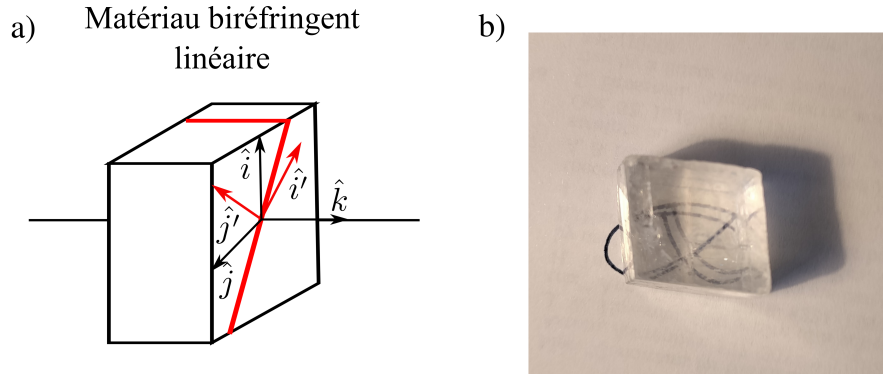 a)
Matériau biréfringent
linéaire
î
î′
k̂
ĵ′
ĵ
b)